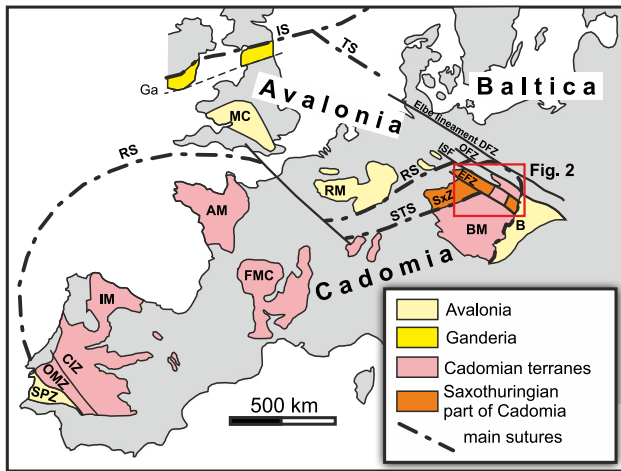 IS
TS
Ga
Baltica
Avalonia
MC
Elbe lineament DFZ
OFZ
ISF
RS
RS
EFZ
Fig. 2
RM
SxZ
AM
STS
B
BM
FMC
Cadomia
IM
CIZ
OMZ
SPZ
500 km
Avalonia
Ganderia
Cadomian terranes
Saxothuringian
part of Cadomia
main sutures